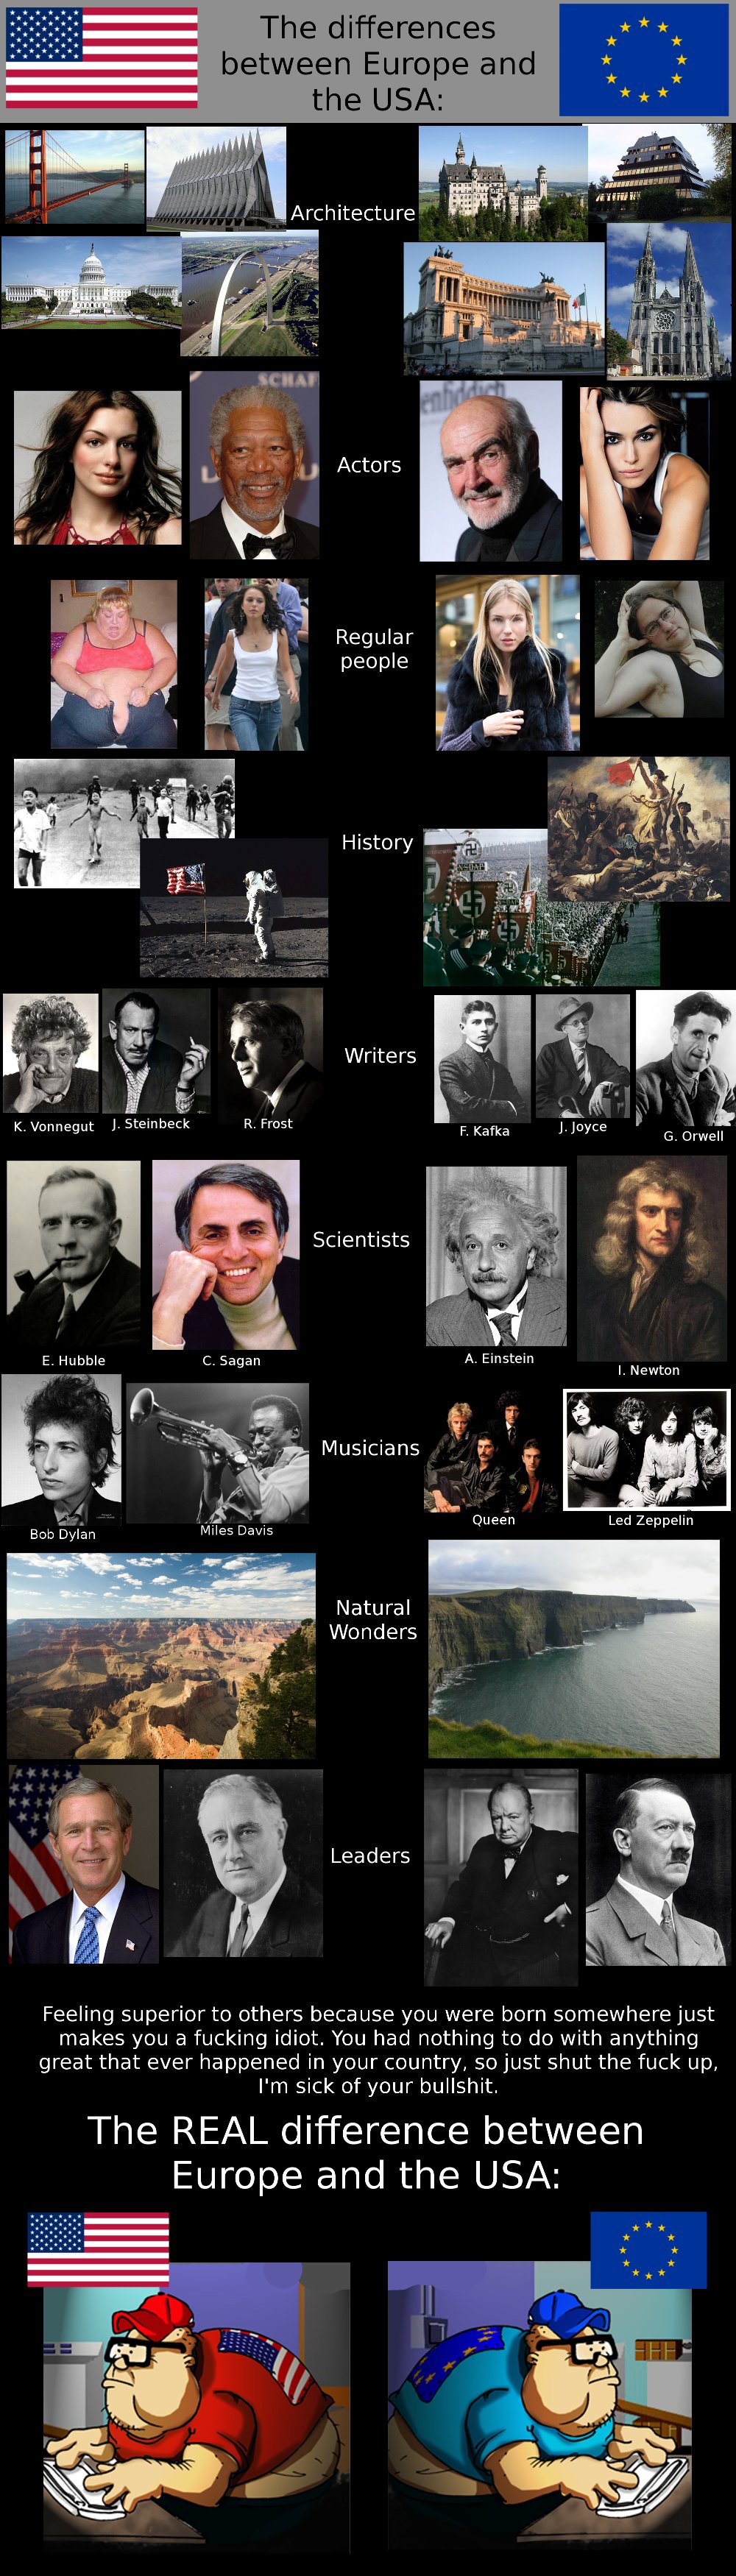 The differences
between Europe and
the USA:
Architecture
SCHAF
Actors
Regular
people
History
Writers
K. Vonnegut
J. Steinbeck
R. Frost
F. Kafka
J. Joyce
G. Orwell
Scientists
E. Hubble
C. Sagan
A. Einstein
I. Newton
Musicians
Bob Dylan
Miles Davis
Queen
Led Zeppelin
Natural
Wonders
Leaders
Feeling superior to others because you were born somewhere just
makes you a fucking idiot. You had nothing to do with anything
great that ever happened in your country, so just shut the fuck up,
I'm sick of your bullshit.
The REAL difference between
Europe and the USA: